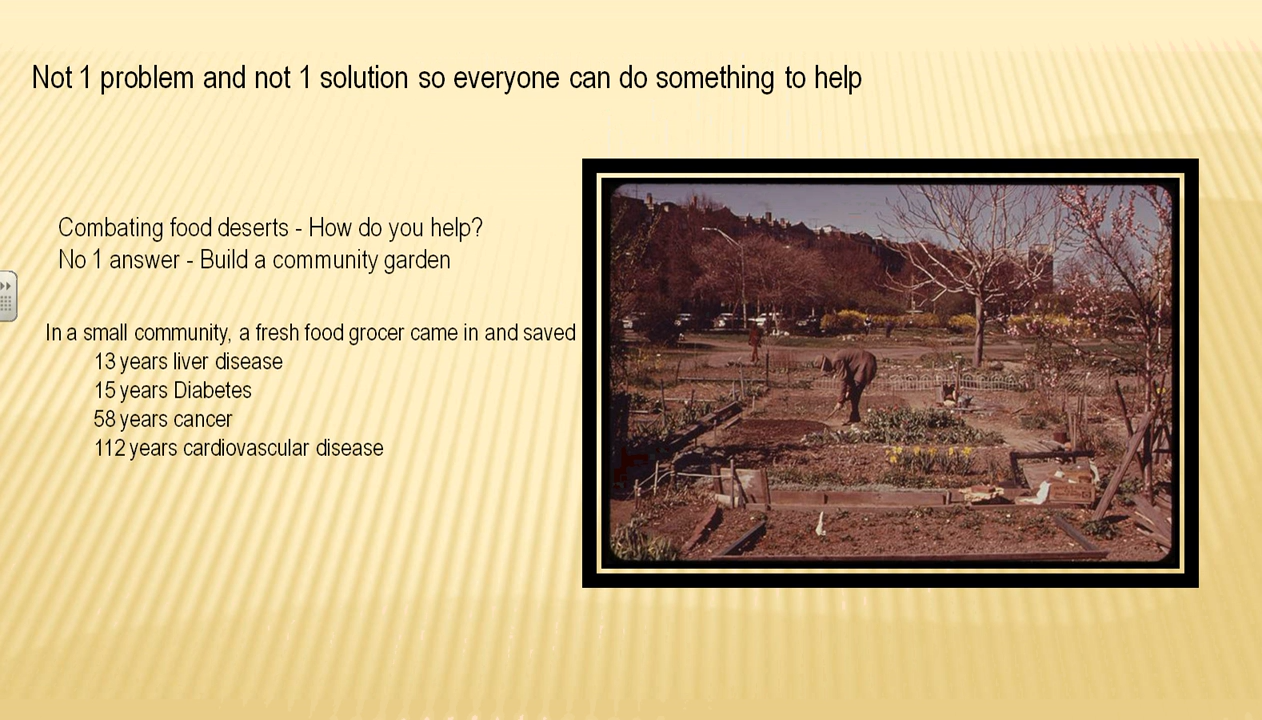 Not 1 problem and not 1 solution so everyone can do something to help
Combating food deserts - How do you help?
No 1 answer - Build a community garden
In a small community, a fresh food grocer came in and saved
13 years liver disease
15 years Diabetes
58 years cancer
112 years cardiovascular disease